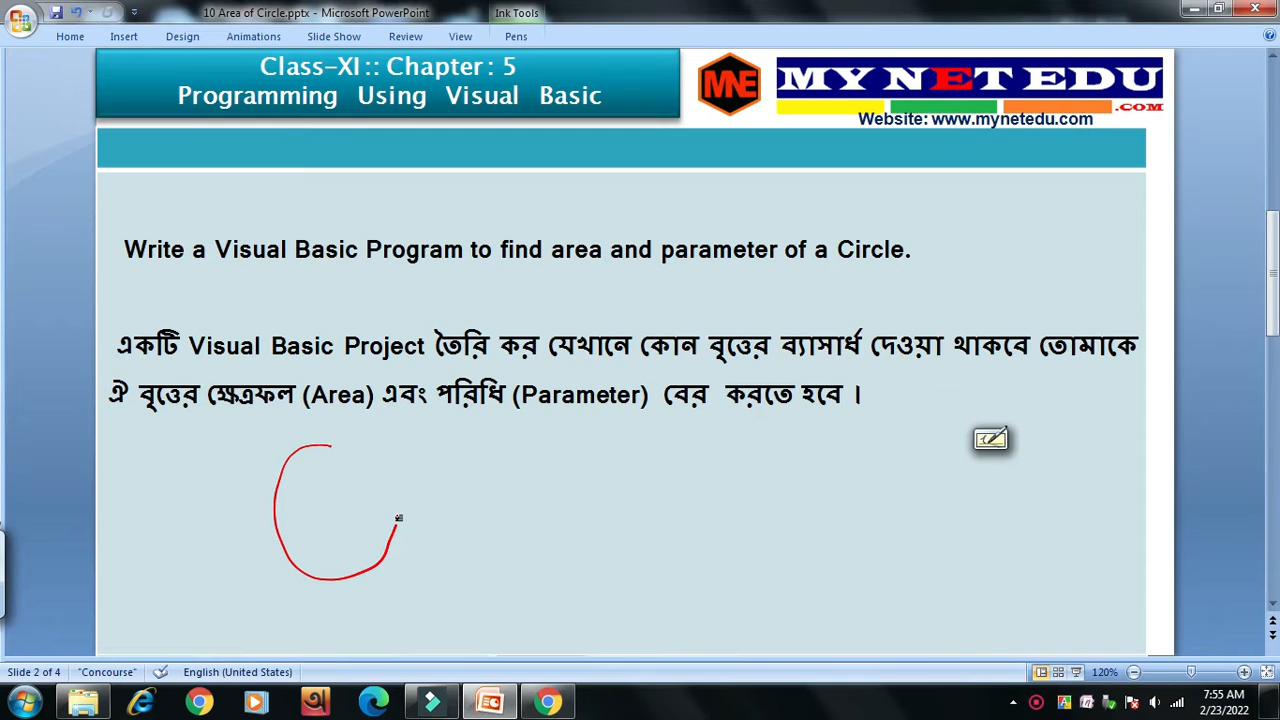 10 Area of Circle.pptx - Microsoft PowerPoint
Ink Tools
Home Insert Design Animations Slide Show Review View Pens
Class-XI :: Chapter : 5
Programming Using Visual Basic
MNE
MY NET EDU
.COM
Website: www.mynetedu.com
Write a Visual Basic Program to find area and parameter of a Circle.
একটি Visual Basic Project তৈরি কর যেখানে কোন বৃত্তের ব্যাসার্ধ দেওয়া থাকবে তোমাকে
ঐ বৃত্তের ক্ষেত্রফল (Area) এবং পরিধি (Parameter) বের করতে হবে ।
Slide 2 of 4 "Concourse" English (United States) 120%
7:55 AM
2/23/2022